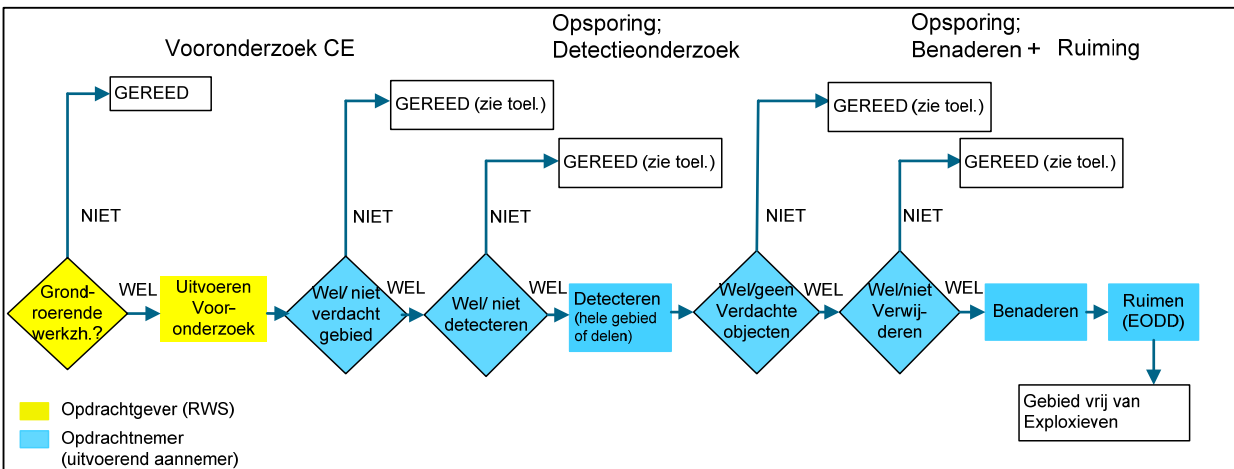 Vooronderzoek CE
Opsporing;
Detectieonderzoek
Opsporing;
Benaderen + Ruiming
GEREED
GEREED (zie toel.)
GEREED (zie toel.)
GEREED (zie toel.)
GEREED (zie toel.)
NIET
NIET
NIET
NIET
NIET
Grond-
roerende
werkzh.?
WEL
Uitvoeren
Voor-
onderzoek
Wel/ niet
verdacht
gebied
WEL
Wel/ niet
detecteren
WEL
Detecteren
(hele gebied
of delen)
Wel/geen
Verdachte
objecten
WEL
Wel/niet
Verwij-
deren
WEL
Benaderen
Ruimen
(EODD)
Gebied vrij van
Exploxieven
Opdrachtgever (RWS)
Opdrachtnemer
(uitvoerend aannemer)